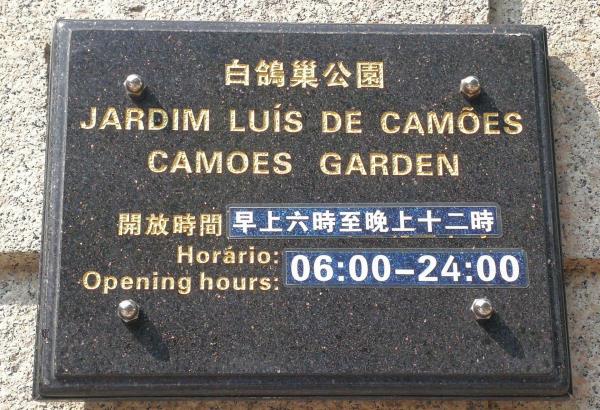 白鴿巢公園
JARDIM LUÍS DE CAMÕES
CAMOES GARDEN
開放時間 早上六時至晚上十二時
Horário:
Opening hours: 06:00-24:00